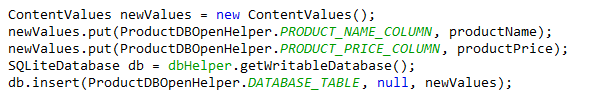 ContentValues newValues = new ContentValues();
newValues.put(ProductDBOpenHelper.PRODUCT_NAME_COLUMN, productName);
newValues.put(ProductDBOpenHelper.PRODUCT_PRICE_COLUMN, productPrice);
SQLiteDatabase db = dbHelper.getWritableDatabase();
db.insert(ProductDBOpenHelper.DATABASE_TABLE, null, newValues);